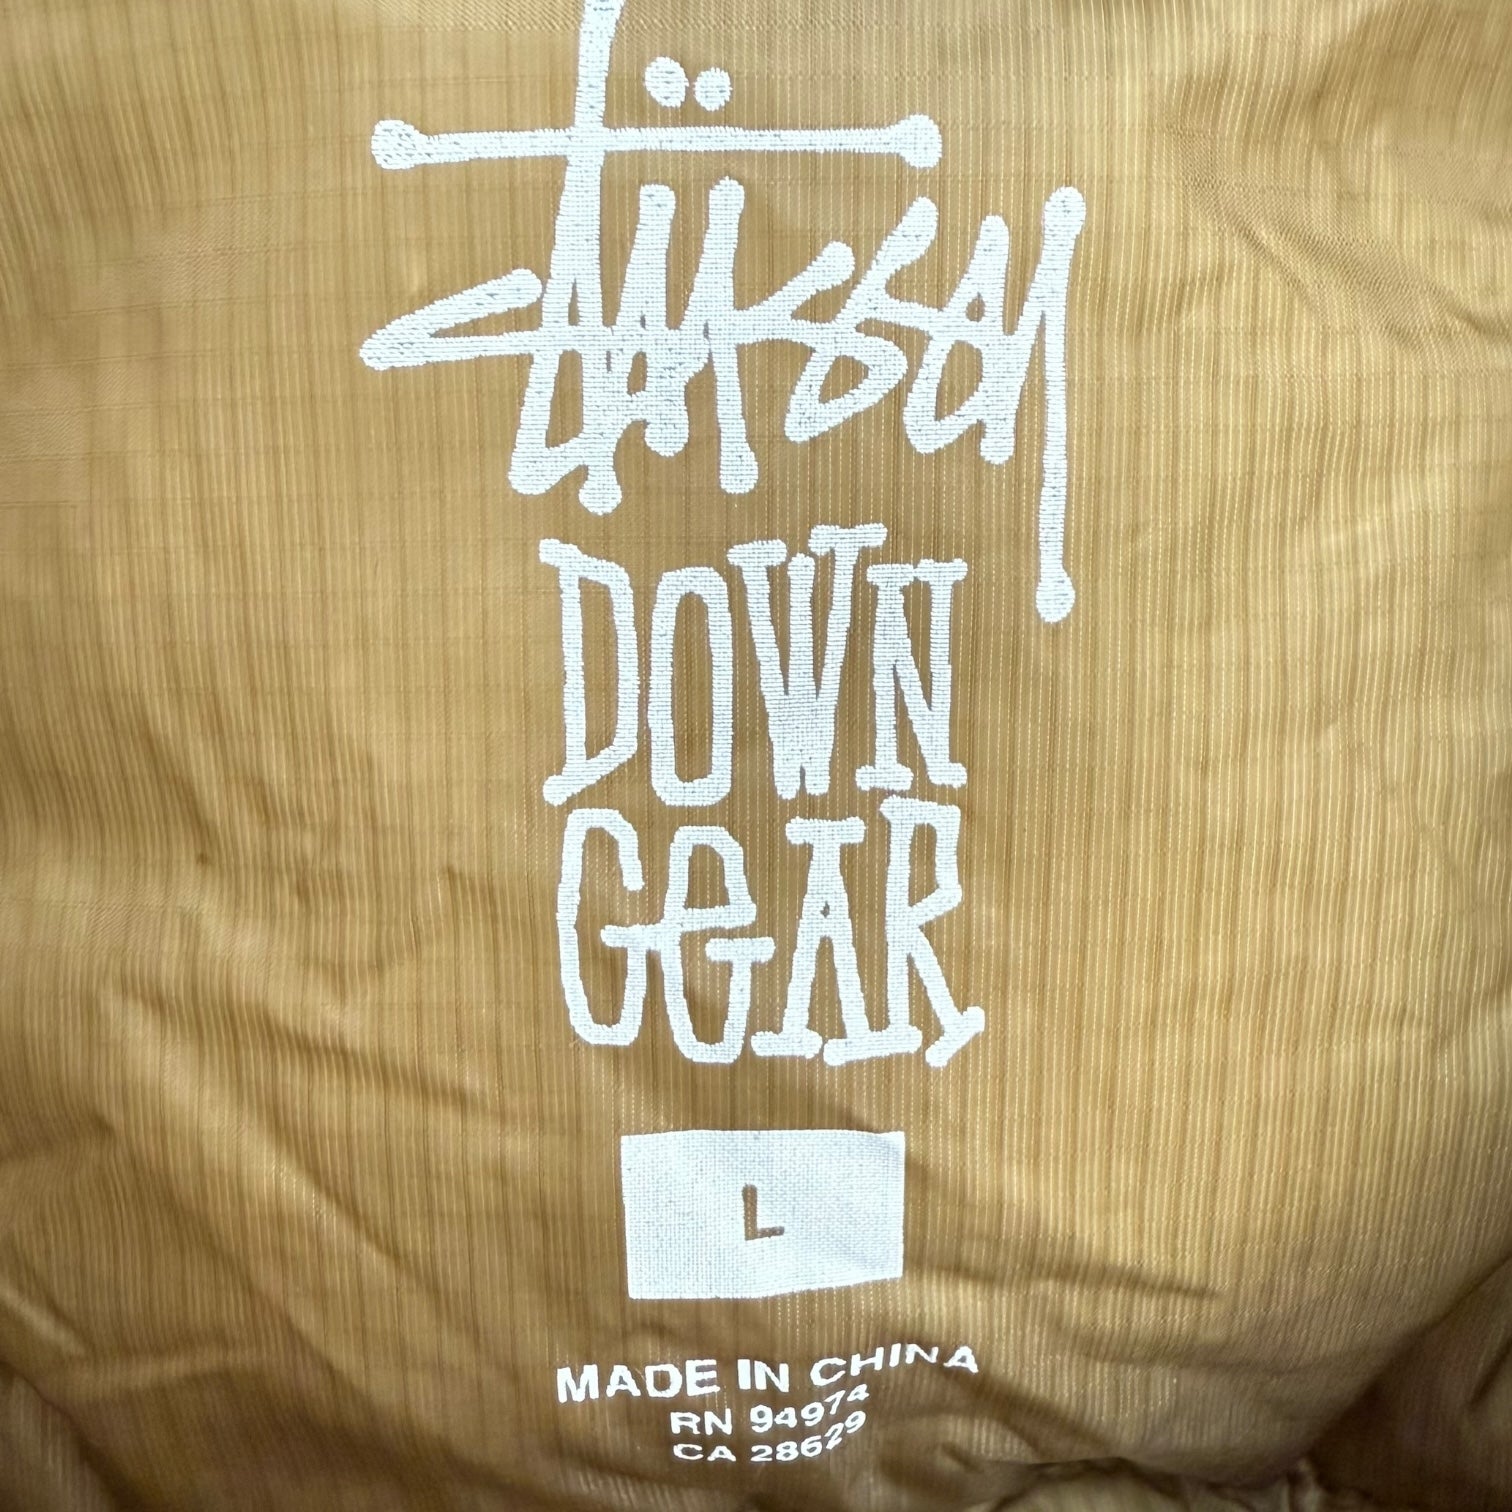 Stüssy
DOWN
GeAR
L
MADE IN CHINA
RN 94974
CA 28629